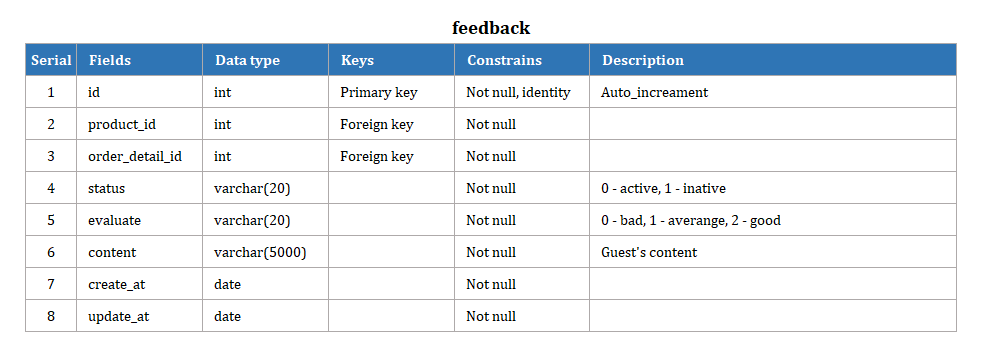 feedback
Serial Fields Data type Keys Constrains Description
1 id int Primary key Not null, identity Auto_increament
2 product_id int Foreign key Not null
3 order_detail_id int Foreign key Not null
4 status varchar(20) Not null 0 - active, 1 - inative
5 evaluate varchar(20) Not null 0 - bad, 1 - averange, 2 - good
6 content varchar(5000) Not null Guest's content
7 create_at date Not null
8 update_at date Not null